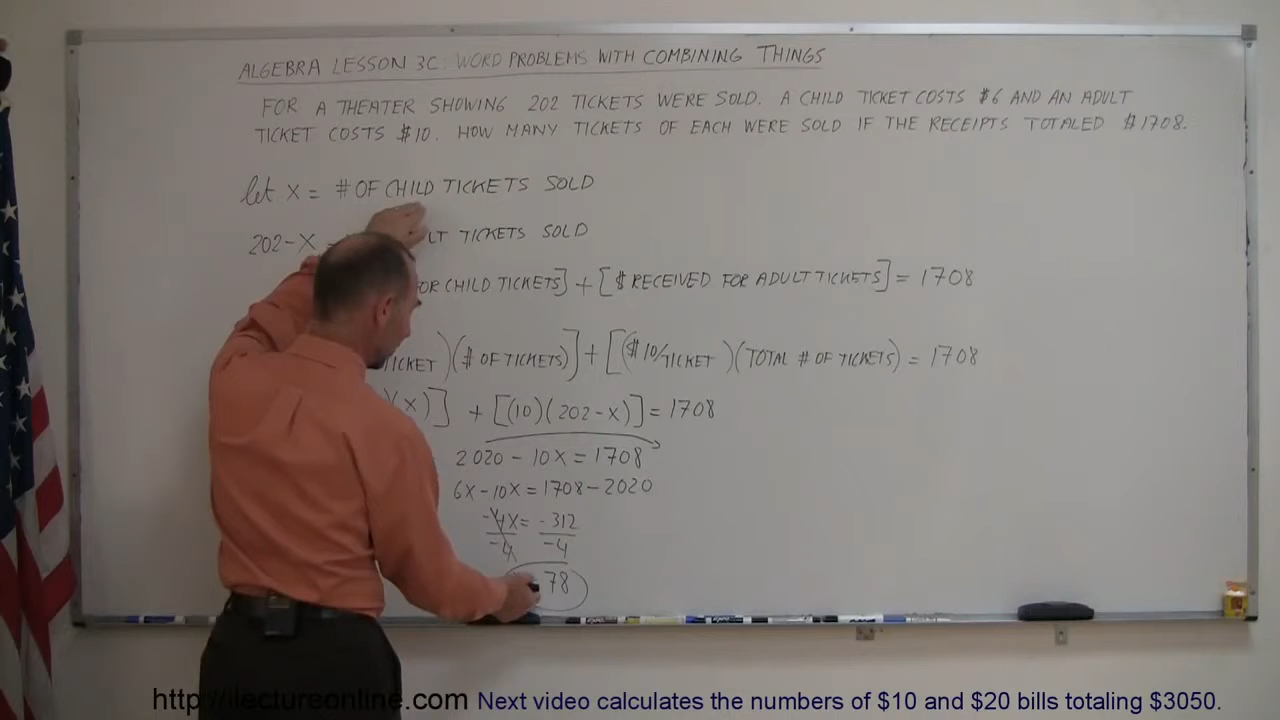 ALGEBRA LESSON 3C: WORD PROBLEMS WITH COMBINING THINGS
FOR A THEATER SHOWING 202 TICKETS WERE SOLD. A CHILD TICKET COSTS $6 AND AN ADULT
TICKET COSTS $10. HOW MANY TICKETS OF EACH WERE SOLD IF THE RECEIPTS TOTALED $1708.
let X = # OF CHILD TICKETS SOLD
202-X = LT TICKETS SOLD
OR CHILD TICKETS] + [$ RECEIVED FOR ADULT TICKETS] = 1708
TICKET)(# OF TICKETS)] + [($10/TICKET)(TOTAL # OF TICKETS) = 1708
)(X)] + [(10)(202-X)] = 1708
2020 - 10X = 1708
6X-10X = 1708-2020
-4X = -312
-4 -4
78
http://ilectureonline.com Next video calculates the numbers of $10 and $20 bills totaling $3050.